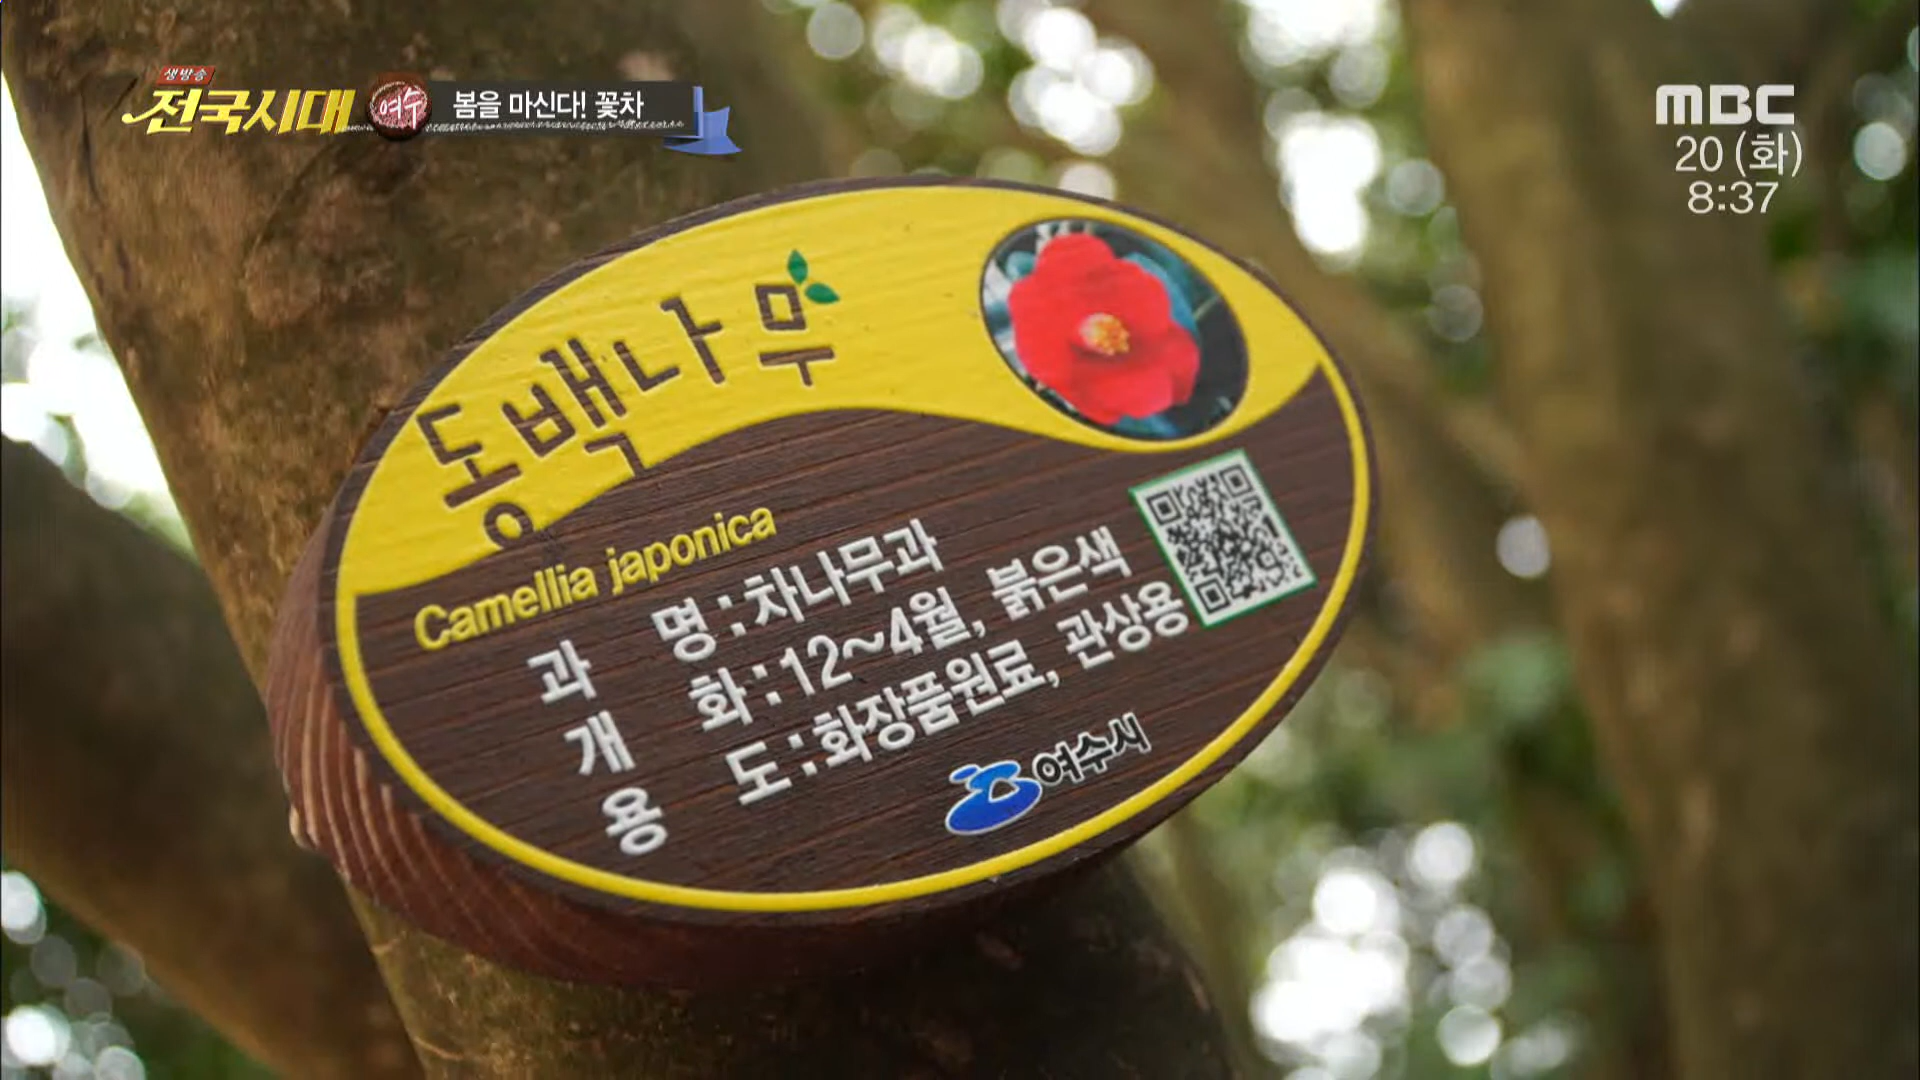 생방송
전국시대 여수 봄을 마신다! 꽃차
MBC
20 (화)
8:37
동백나무
Camellia japonica
과 명 : 차나무과
개 화 : 12~4월, 붉은색
용 도 : 화장품원료, 관상용
여수시